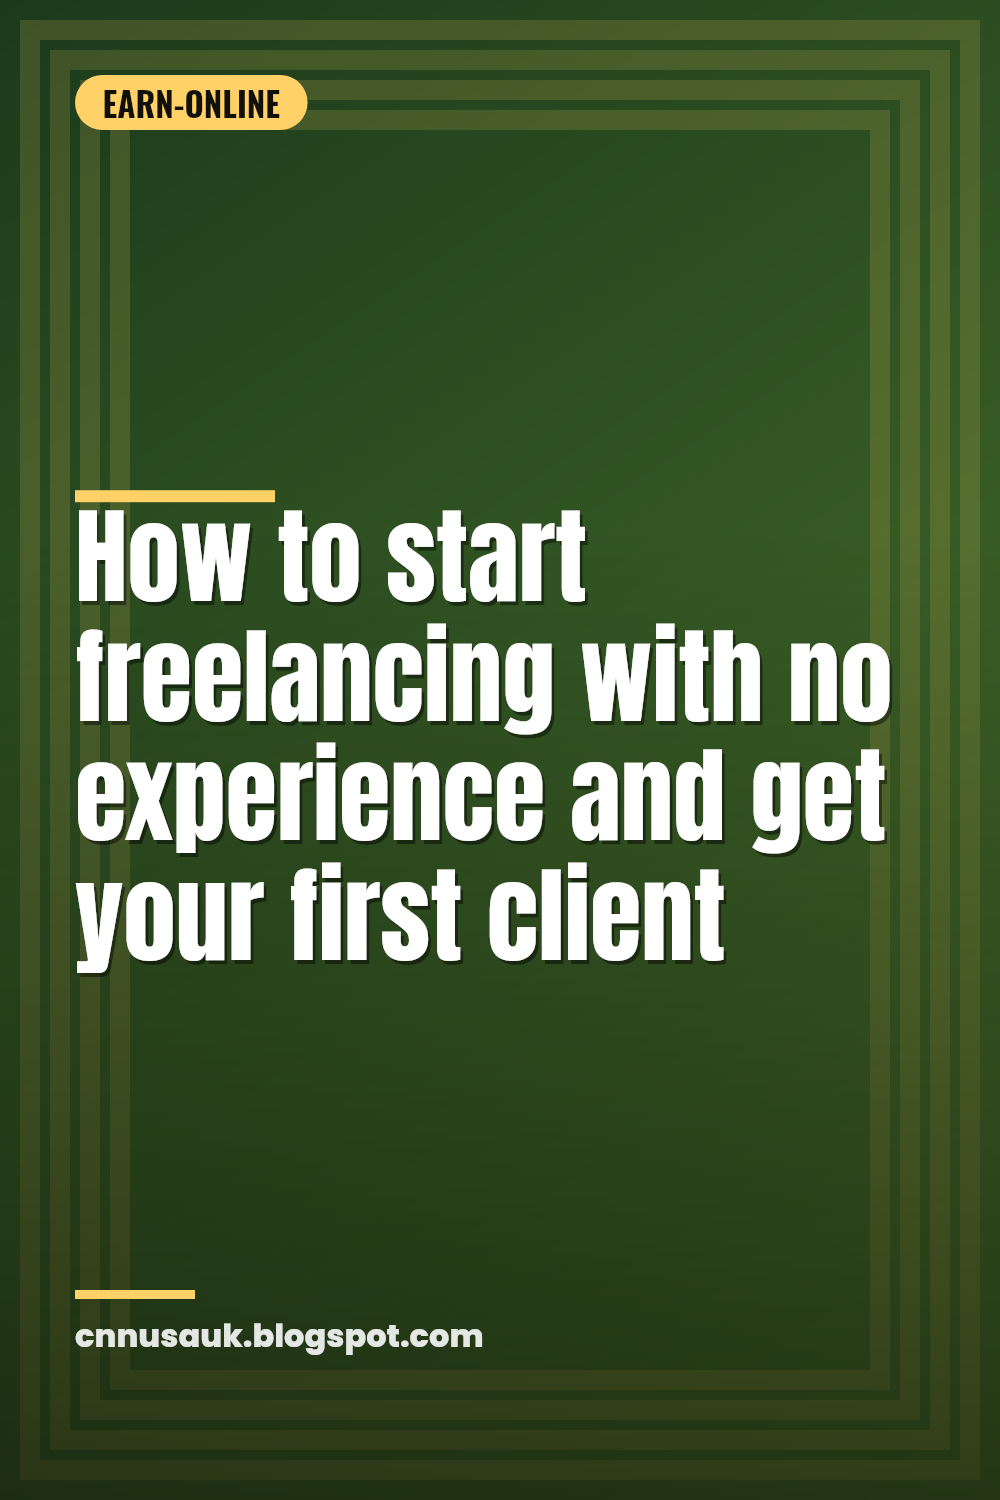 EARN-ONLINE
How to start
freelancing with no
experience and get
your first client
cnnusauk.blogspot.com